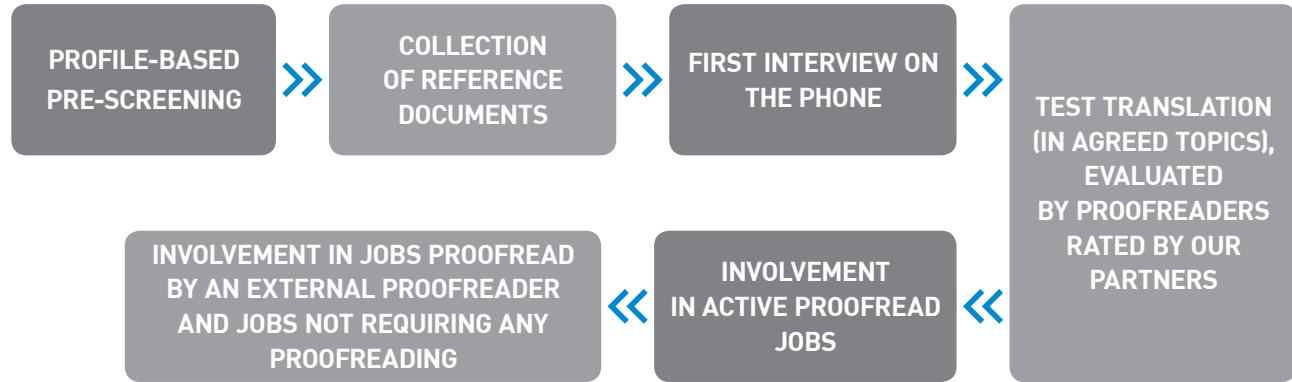 PROFILE-BASED
PRE-SCREENING
COLLECTION
OF REFERENCE
DOCUMENTS
FIRST INTERVIEW ON
THE PHONE
TEST TRANSLATION
(IN AGREED TOPICS),
EVALUATED
BY PROOFREADERS
RATED BY OUR
PARTNERS
INVOLVEMENT
IN ACTIVE PROOFREAD
JOBS
INVOLVEMENT IN JOBS PROOFREAD
BY AN EXTERNAL PROOFREADER
AND JOBS NOT REQUIRING ANY
PROOFREADING